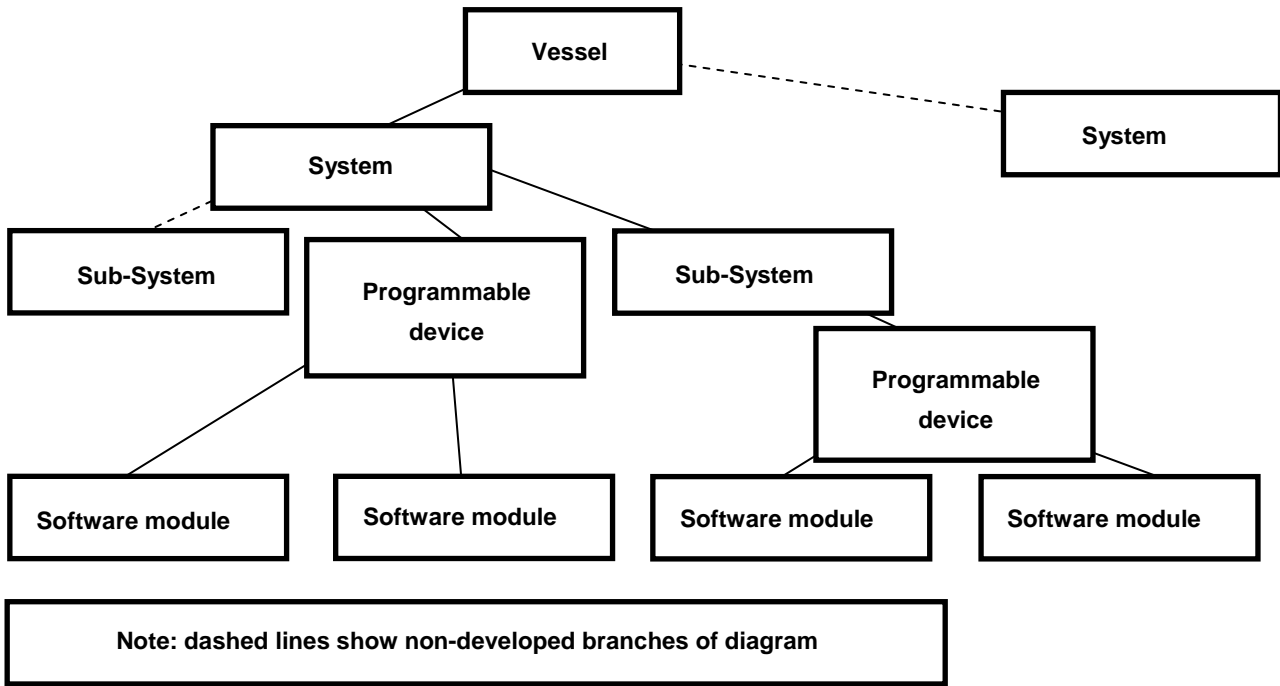 Vessel
System
System
Sub-System
Programmable
device
Sub-System
Programmable
device
Software module
Software module
Software module
Software module
Note: dashed lines show non-developed branches of diagram